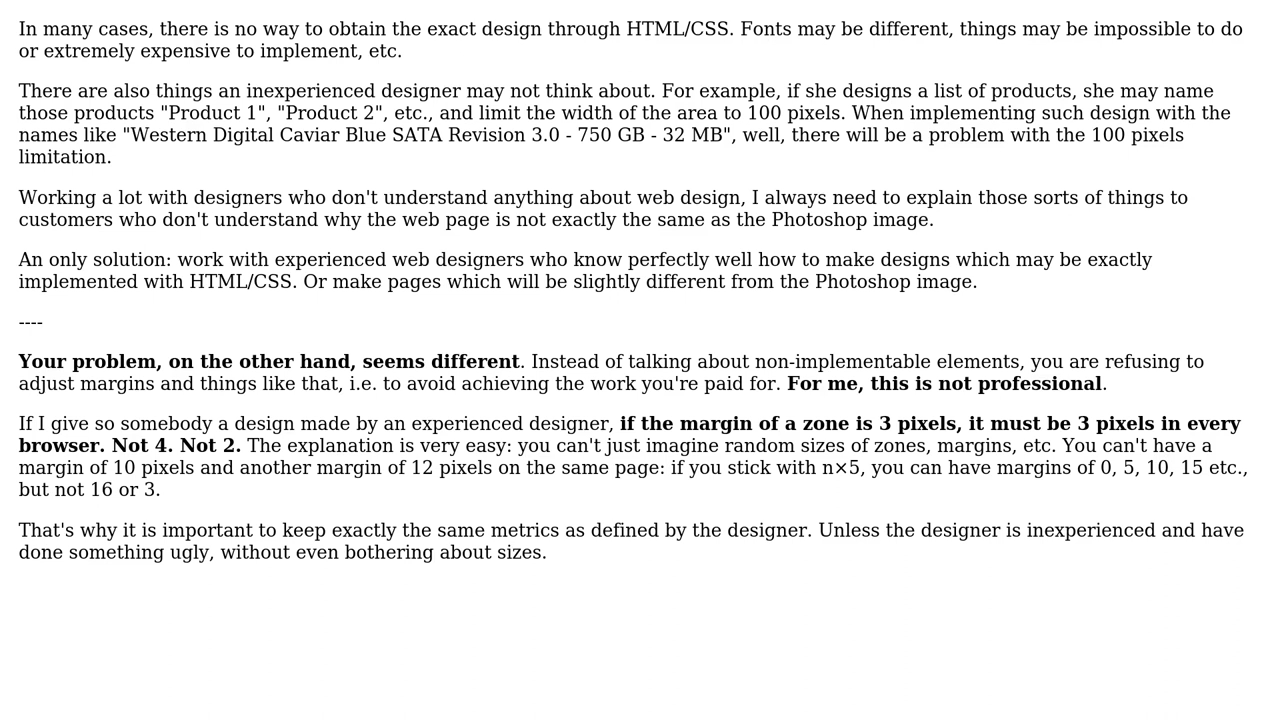 In many cases, there is no way to obtain the exact design through HTML/CSS. Fonts may be different, things may be impossible to do
or extremely expensive to implement, etc.
There are also things an inexperienced designer may not think about. For example, if she designs a list of products, she may name
those products "Product 1", "Product 2", etc., and limit the width of the area to 100 pixels. When implementing such design with the
names like "Western Digital Caviar Blue SATA Revision 3.0 - 750 GB - 32 MB", well, there will be a problem with the 100 pixels
limitation.
Working a lot with designers who don't understand anything about web design, I always need to explain those sorts of things to
customers who don't understand why the web page is not exactly the same as the Photoshop image.
An only solution: work with experienced web designers who know perfectly well how to make designs which may be exactly
implemented with HTML/CSS. Or make pages which will be slightly different from the Photoshop image.
----
Your problem, on the other hand, seems different. Instead of talking about non-implementable elements, you are refusing to
adjust margins and things like that, i.e. to avoid achieving the work you're paid for. For me, this is not professional.
If I give so somebody a design made by an experienced designer, if the margin of a zone is 3 pixels, it must be 3 pixels in every
browser. Not 4. Not 2. The explanation is very easy: you can't just imagine random sizes of zones, margins, etc. You can't have a
margin of 10 pixels and another margin of 12 pixels on the same page: if you stick with n×5, you can have margins of 0, 5, 10, 15 etc.,
but not 16 or 3.
That's why it is important to keep exactly the same metrics as defined by the designer. Unless the designer is inexperienced and have
done something ugly, without even bothering about sizes.